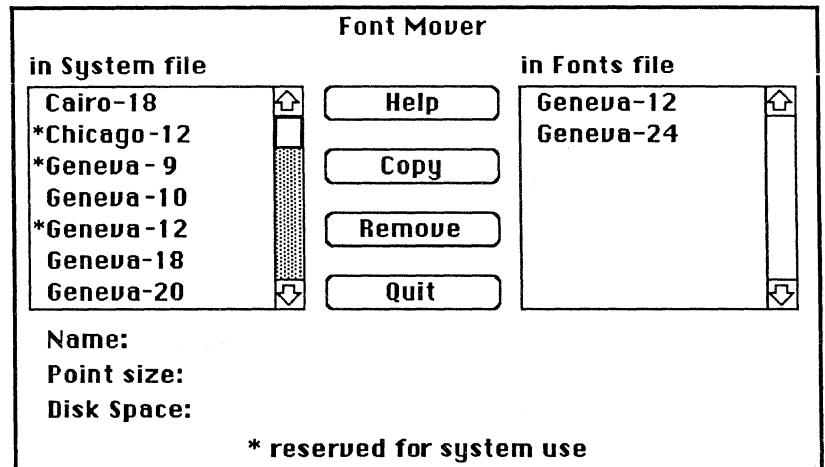 Font Mover
in System file
in Fonts file
Cairo-18
*Chicago-12
*Geneva-9
Geneva-10
*Geneva-12
Geneva-18
Geneva-20
Help
Copy
Remove
Quit
Geneva-12
Geneva-24
Name:
Point size:
Disk Space:
* reserved for system use